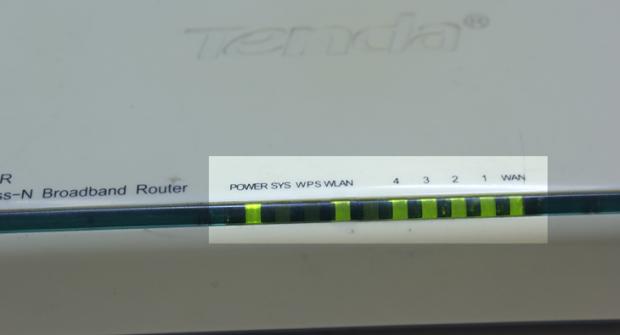 Tenda®
R
ss-N Broadband Router
POWER SYS WPS WLAN 4 3 2 1 WAN